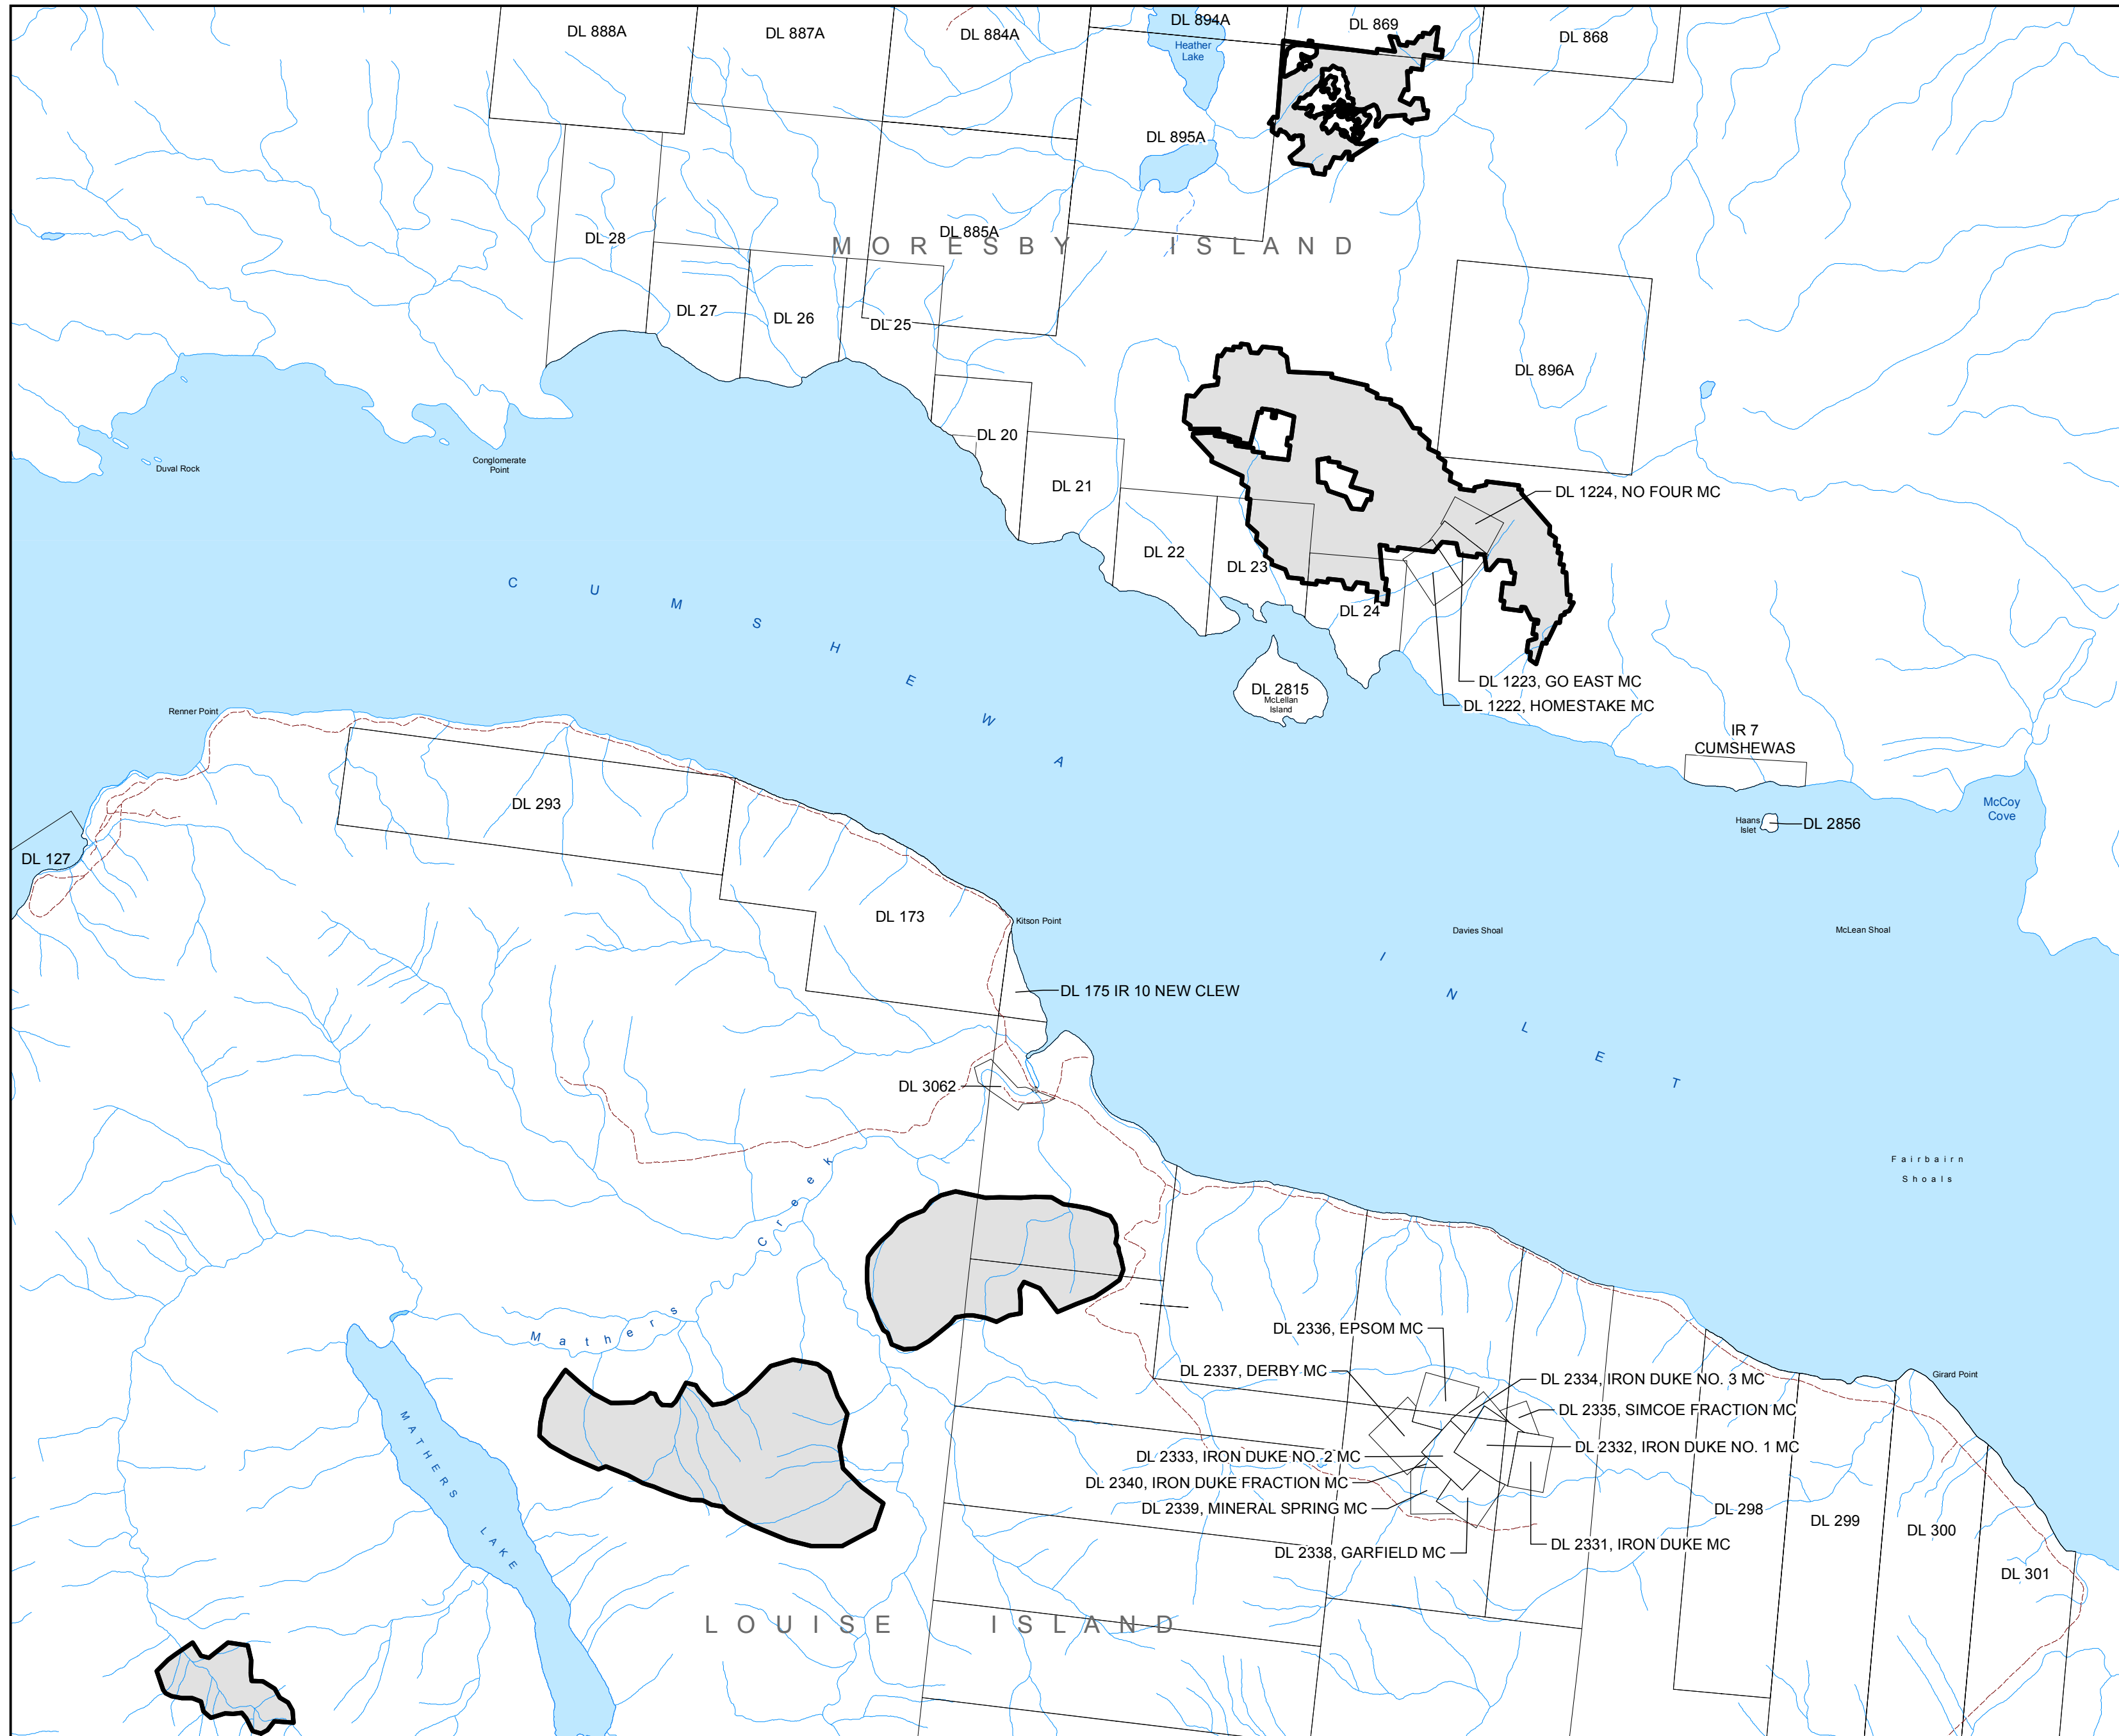 DL 888A
DL 887A
DL 884A
DL 894A
Heather
Lake
DL 869
DL 868
DL 895A
DL 28
DL 885A
MORESBY ISLAND
DL 27
DL 26
DL 25
DL 896A
DL 20
DL 21
Duval Rock
Conglomerate
Point
DL 1224, NO FOUR MC
DL 22
DL 23
DL 24
CUMSHEWA INLET
DL 1223, GO EAST MC
DL 1222, HOMESTAKE MC
DL 2815
McLellan
Island
Renner Point
IR 7
CUMSHEWAS
DL 293
McCoy
Cove
Haans
Islet
DL 2856
DL 127
DL 173
Kitson Point
Davies Shoal
McLean Shoal
DL 175 IR 10 NEW CLEW
DL 3062
Fairbairn
Shoals
Mathers Creek
DL 2336, EPSOM MC
DL 2337, DERBY MC
DL 2334, IRON DUKE NO. 3 MC
Girard Point
DL 2335, SIMCOE FRACTION MC
DL 2332, IRON DUKE NO. 1 MC
DL 2333, IRON DUKE NO. 2 MC
DL 2340, IRON DUKE FRACTION MC
DL 2339, MINERAL SPRING MC
DL 298
DL 299
DL 300
DL 2338, GARFIELD MC
DL 2331, IRON DUKE MC
DL 301
MATHERS LAKE
LOUISE ISLAND